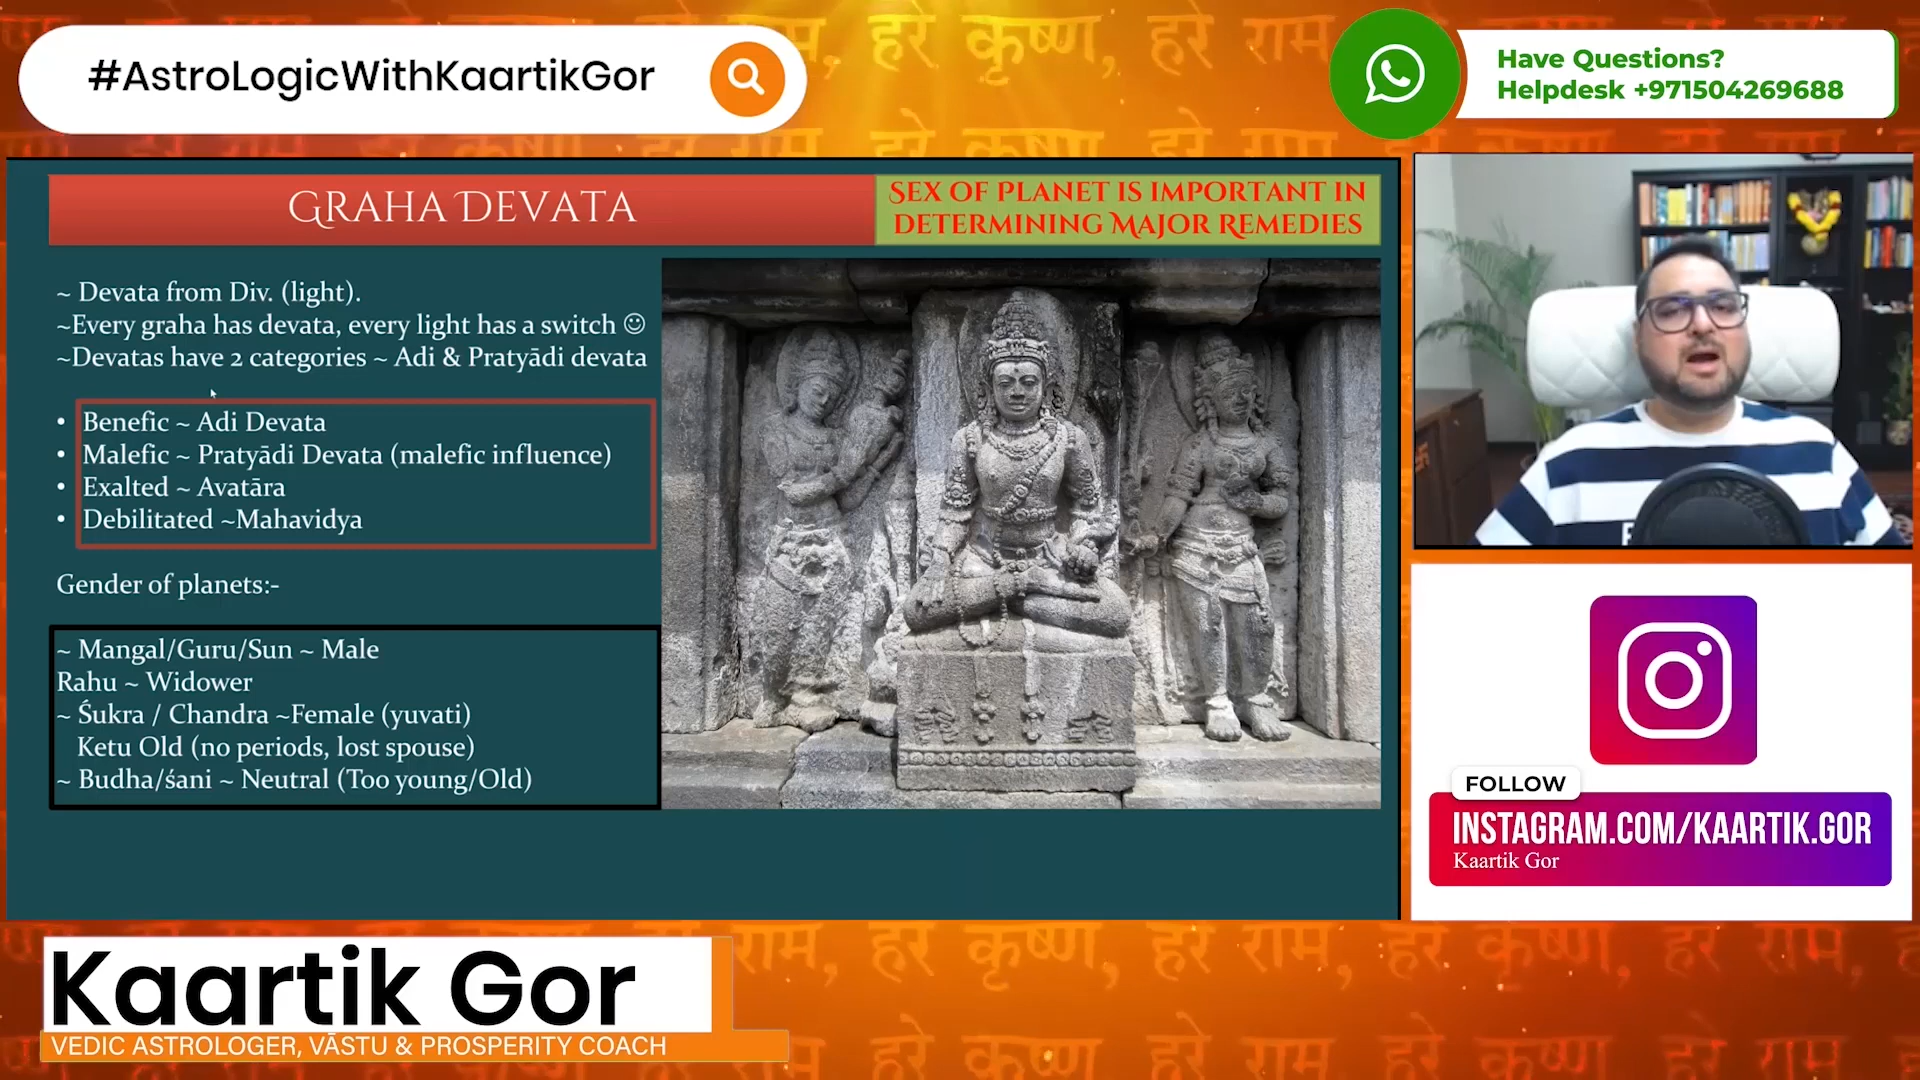 #AstroLogicWithKaartikGor
Have Questions?
Helpdesk +971504269688
GRAHA DEVATA
SEX OF PLANET IS IMPORTANT IN
DETERMINING MAJOR REMEDIES
~ Devata from Div. (light).
~Every graha has devata, every light has a switch ☺
~Devatas have 2 categories ~ Adi & Pratyādi devata
• Benefic ~ Adi Devata
• Malefic ~ Pratyādi Devata (malefic influence)
• Exalted ~ Avatāra
• Debilitated ~Mahavidya
Gender of planets:-
~ Mangal/Guru/Sun ~ Male
Rahu ~ Widower
~ Śukra / Chandra ~Female (yuvati)
Ketu Old (no periods, lost spouse)
~ Budha/śani ~ Neutral (Too young/Old)
FOLLOW
INSTAGRAM.COM/KAARTIK.GOR
Kaartik Gor
Kaartik Gor
VEDIC ASTROLOGER, VĀSTU & PROSPERITY COACH
राम, हरे कृष्ण, हरे राम